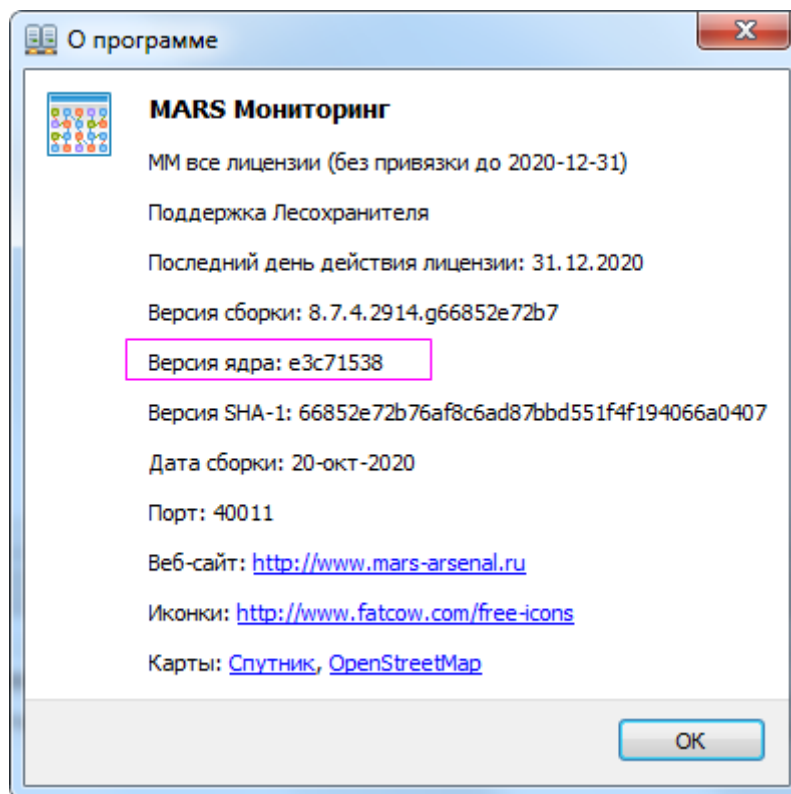 О программе
MARS Мониторинг
ММ все лицензии (без привязки до 2020-12-31)
Поддержка Лесохранителя
Последний день действия лицензии: 31.12.2020
Версия сборки: 8.7.4.2914.g66852e72b7
Версия ядра: e3c71538
Версия SHA-1: 66852e72b76af8c6ad87bbd551f4f194066a0407
Дата сборки: 20-окт-2020
Порт: 40011
Веб-сайт: http://www.mars-arsenal.ru
Иконки: http://www.fatcow.com/free-icons
Карты: Спутник, OpenStreetMap
OK